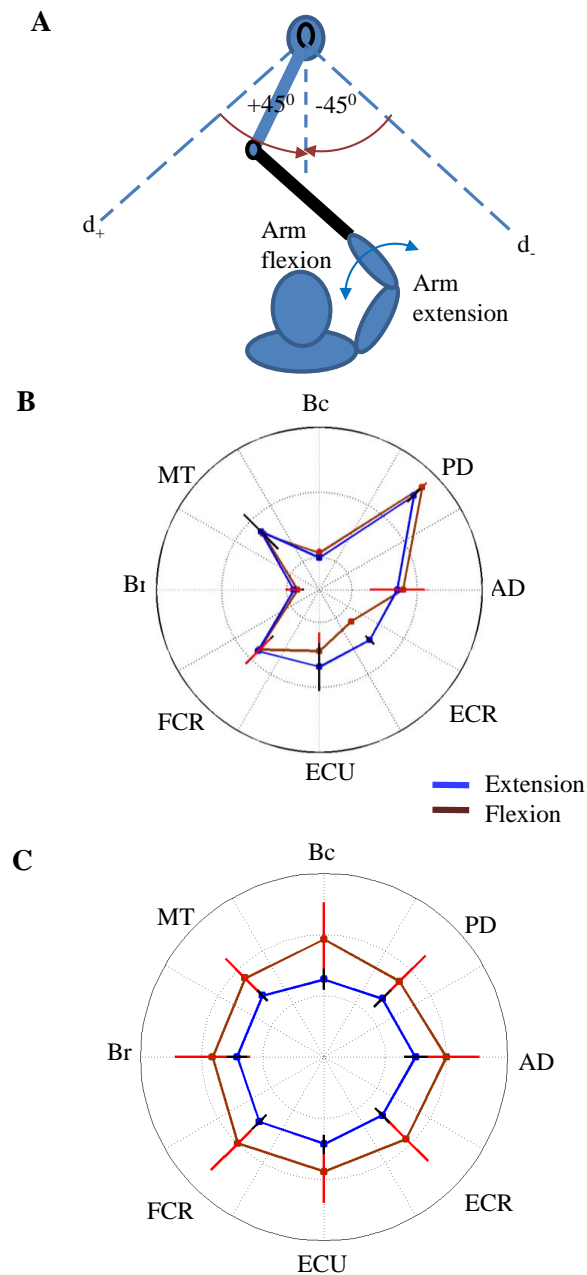 A
+45⁰ -45⁰
d₊
d₋
Arm
flexion
Arm
extension
B
Bc
MT
PD
Bı
AD
FCR
ECR
ECU
Extension
Flexion
C
Bc
MT
PD
Br
AD
FCR
ECR
ECU